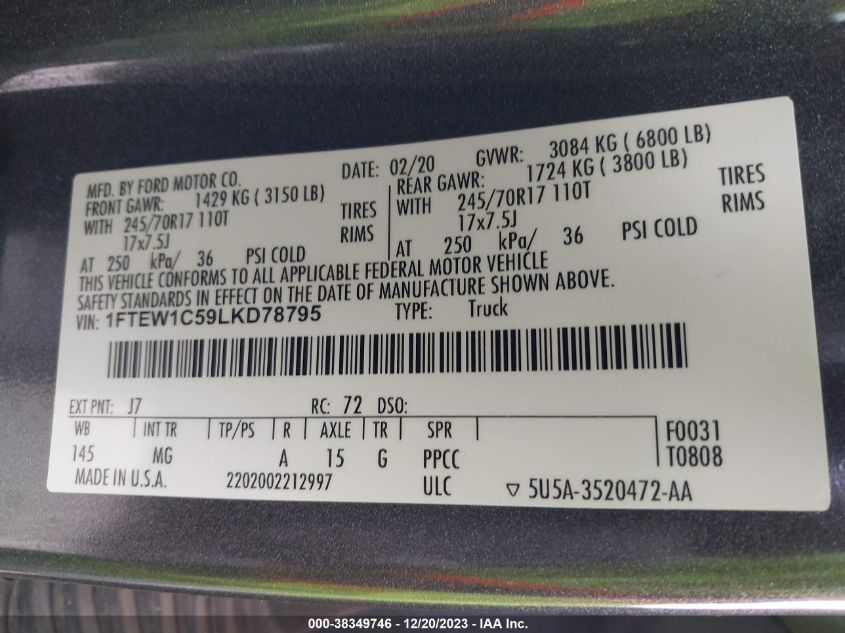 MFD. BY FORD MOTOR CO. DATE: 02/20 GVWR: 3084 KG ( 6800 LB)
FRONT GAWR: 1429 KG ( 3150 LB) REAR GAWR: 1724 KG ( 3800 LB)
WITH 245/70R17 110T TIRES WITH 245/70R17 110T TIRES
17x7.5J RIMS 17x7.5J RIMS
AT 250 kPa/ 36 PSI COLD AT 250 kPa/ 36 PSI COLD
THIS VEHICLE CONFORMS TO ALL APPLICABLE FEDERAL MOTOR VEHICLE
SAFETY STANDARDS IN EFFECT ON THE DATE OF MANUFACTURE SHOWN ABOVE.
VIN: 1FTEW1C59LKD78795 TYPE: Truck
EXT PNT: J7 RC: 72 DSO:
WB INT TR TP/PS R AXLE TR SPR F0031
145 MG A 15 G PPCC T0808
MADE IN U.S.A. 2202002212997 ULC ▽ 5U5A-3520472-AA
000-38349746 - 12/20/2023 - IAA Inc.